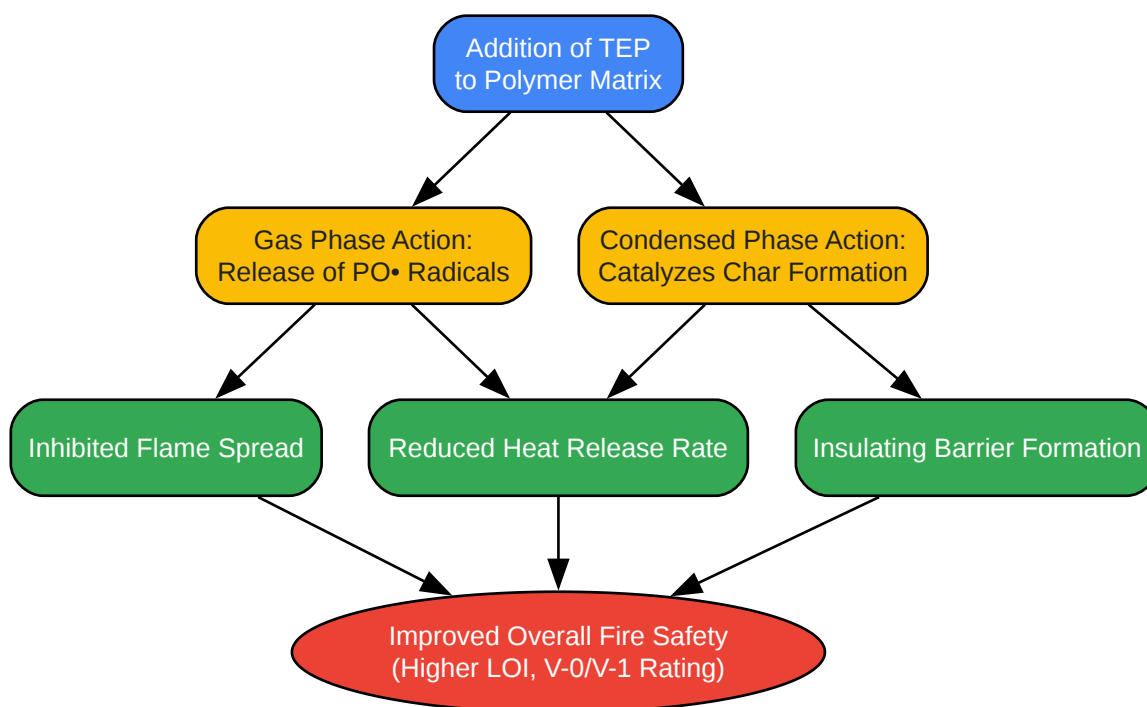 Addition of TEP
to Polymer Matrix
Gas Phase Action:
Release of PO• Radicals
Condensed Phase Action:
Catalyzes Char Formation
Inhibited Flame Spread
Reduced Heat Release Rate
Insulating Barrier Formation
Improved Overall Fire Safety
(Higher LOI, V-0/V-1 Rating)